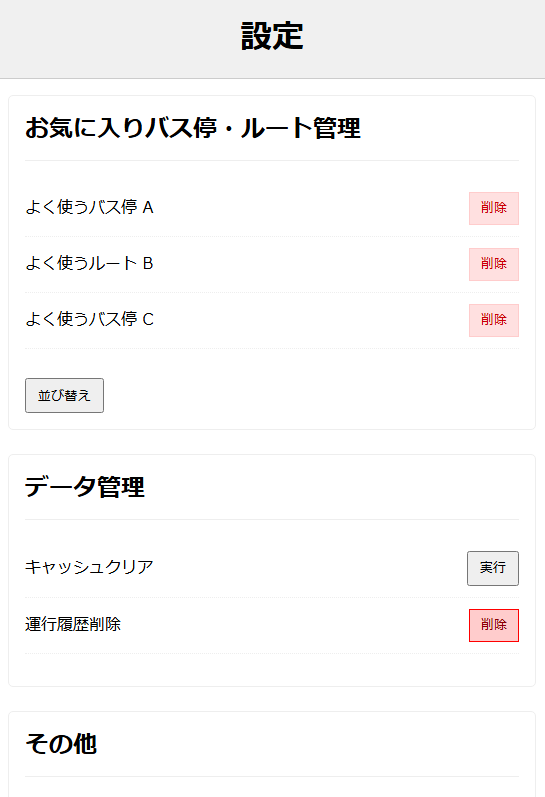 設定
お気に入りバス停・ルート管理
よく使うバス停 A
削除
よく使うルート B
削除
よく使うバス停 C
削除
並び替え
データ管理
キャッシュクリア
実行
運行履歴削除
削除
その他